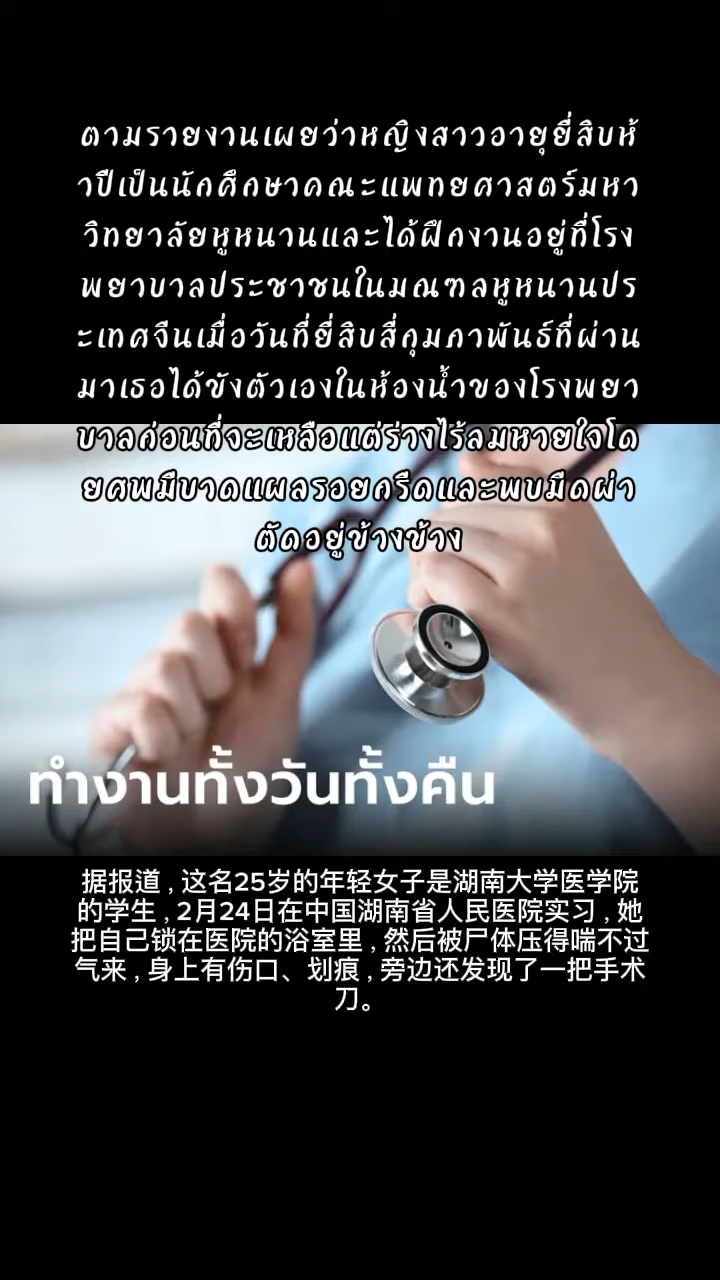 ตามรายงานเผยว่าหญิงสาวอายุยี่สิบห้
าปีเป็นนักศึกษาคณะแพทยศาสตร์มหา
วิทยาลัยหูหนานและได้ฝึกงานอยู่ที่โรง
พยาบาลประชาชนในมณฑลหูหนานปร
ะเทศจีนเมื่อวันที่ยี่สิบสี่กุมภาพันธ์ที่ผ่าน
มาเธอได้ขังตัวเองในห้องน้ำของโรงพยา
บาลก่อนที่จะเหลือแต่ร่างไร้ลมหายใจโด
ยศพมีบาดแผลรอยกรีดและพบมีดผ่า
ตัดอยู่ข้างข้าง
ทำงานทั้งวันทั้งคืน
据报道，这名25岁的年轻女子是湖南大学医学院
的学生，2月24日在中国湖南省人民医院实习，她
把自己锁在医院的浴室里，然后被尸体压得喘不过
气来，身上有伤口、划痕，旁边还发现了一把手术
刀。